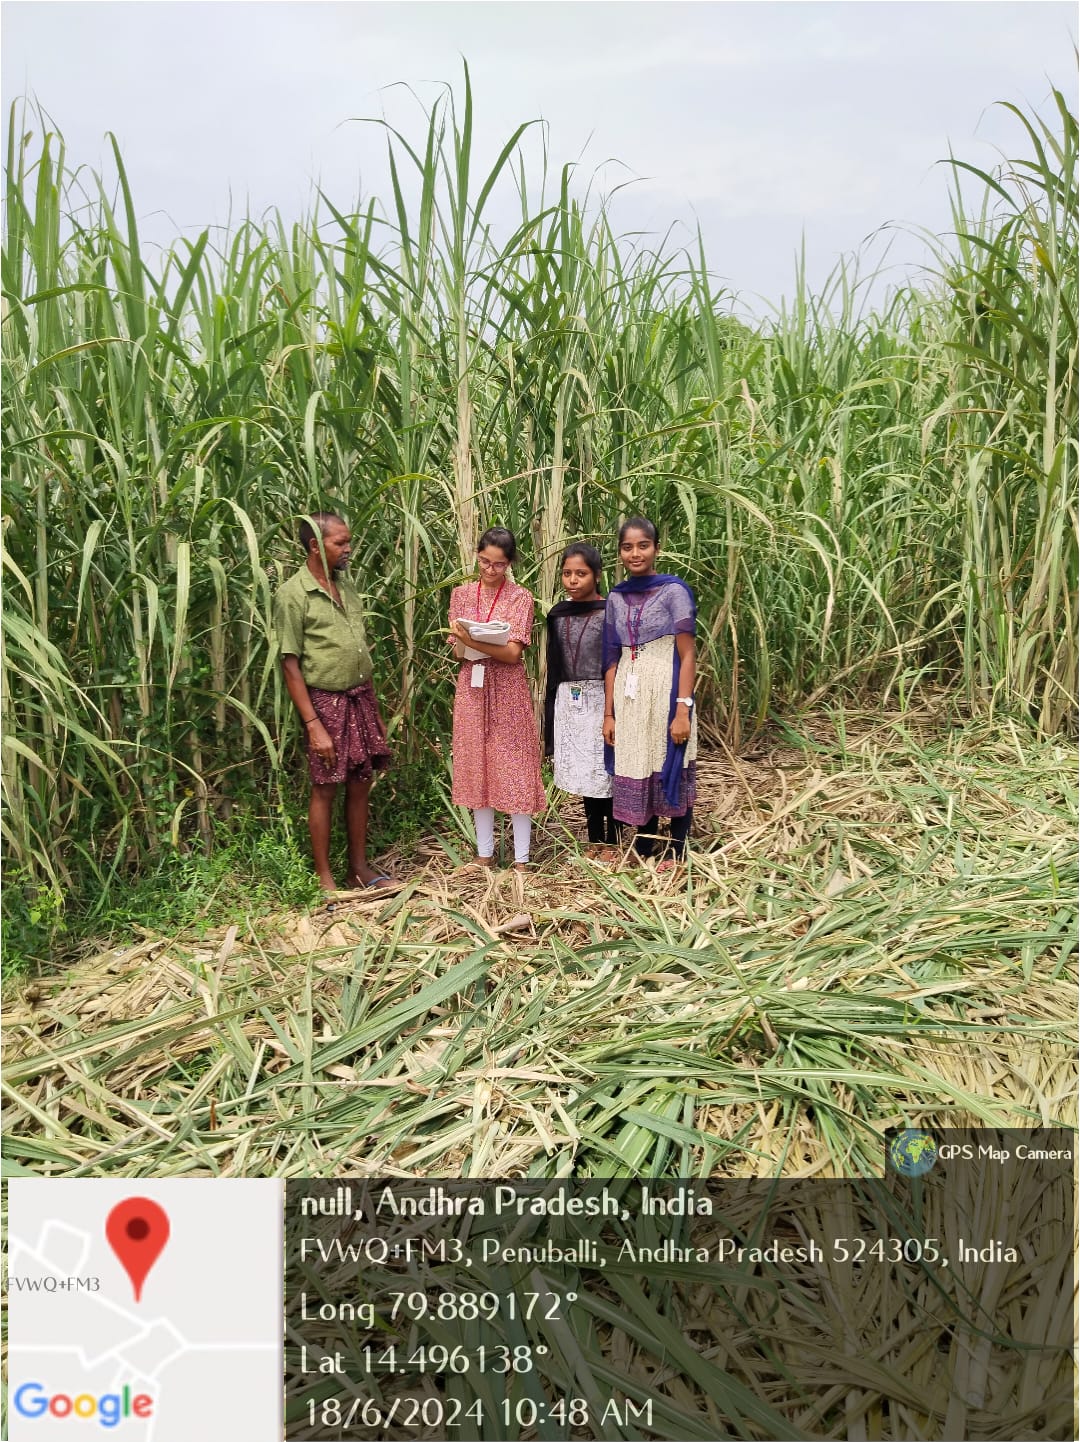 GPS Map Camera
null, Andhra Pradesh, India
FVWQ+FM3, Penuballi, Andhra Pradesh 524305, India
FVWQ+FM3
Long 79.889172°
Lat 14.496138°
Google
18/6/2024 10:48 AM